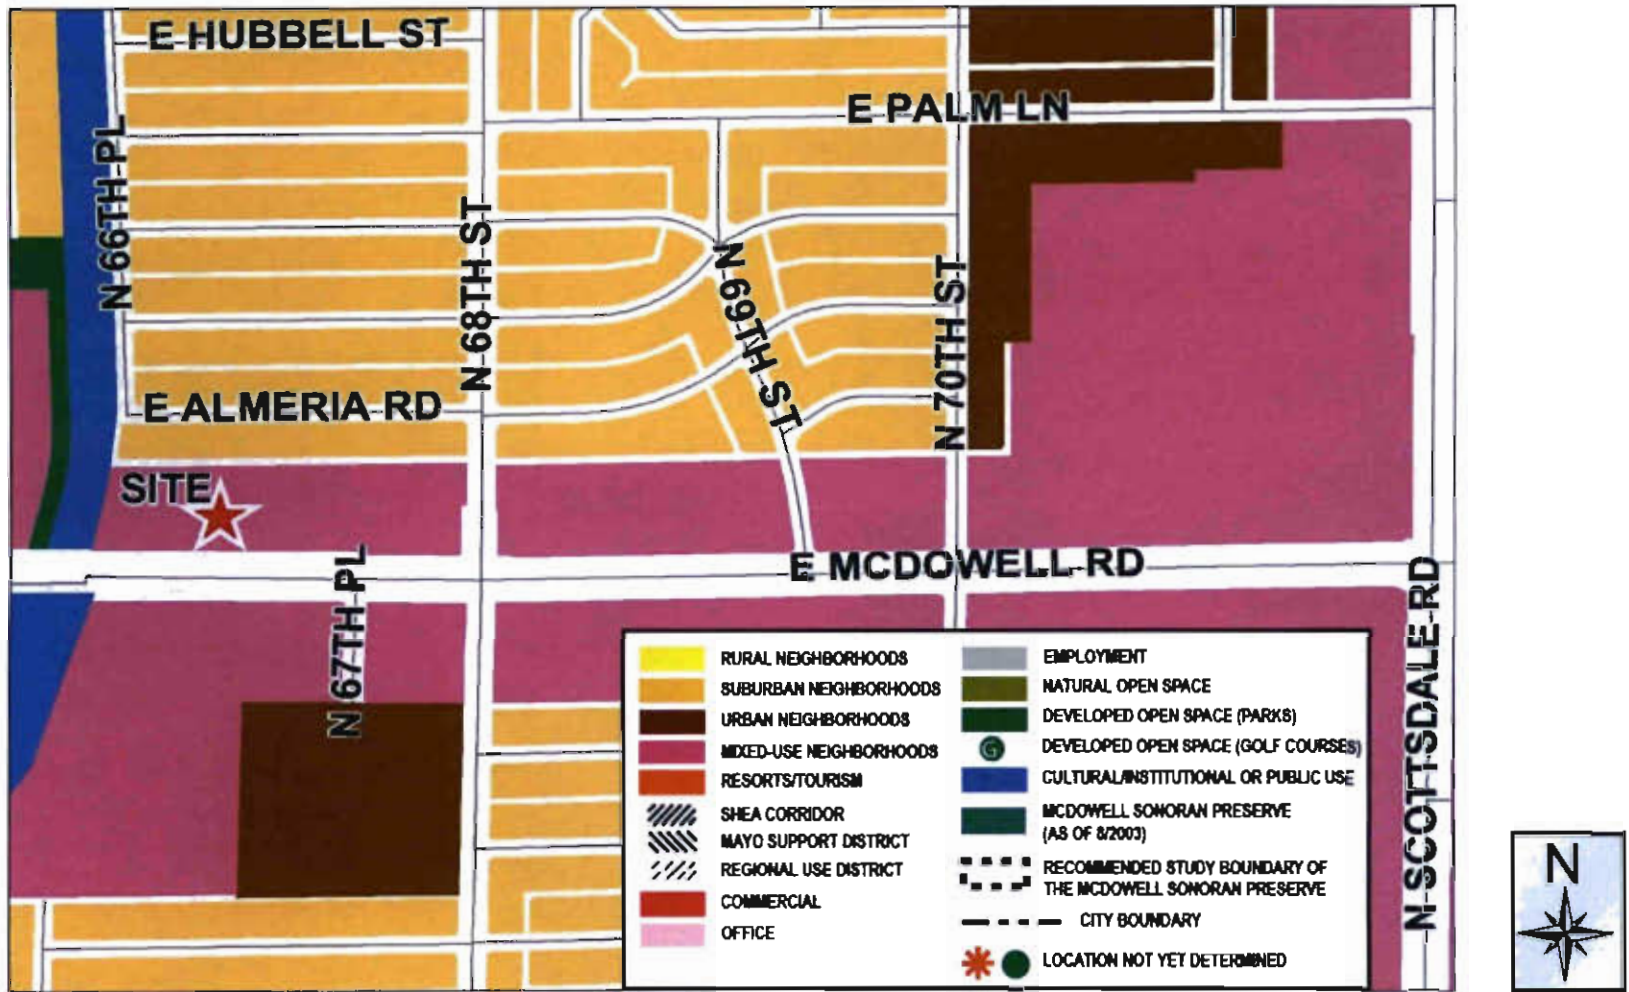 E HUBBELL ST
E PALM LN
N 66TH PL
N 68TH ST
N 69TH ST
N 70TH ST
E ALMERIA RD
SITE
E MCDOWELL RD
N 67TH PL
N SCOTTSDALE RD
RURAL NEIGHBORHOODS
SUBURBAN NEIGHBORHOODS
URBAN NEIGHBORHOODS
MIXED-USE NEIGHBORHOODS
RESORTS/TOURISM
SHEA CORRIDOR
MAYO SUPPORT DISTRICT
REGIONAL USE DISTRICT
COMMERCIAL
OFFICE
EMPLOYMENT
NATURAL OPEN SPACE
DEVELOPED OPEN SPACE (PARKS)
G
DEVELOPED OPEN SPACE (GOLF COURSES)
CULTURAL/INSTITUTIONAL OR PUBLIC USE
MCDOWELL SONORAN PRESERVE
(AS OF 8/2003)
RECOMMENDED STUDY BOUNDARY OF
THE MCDOWELL SONORAN PRESERVE
CITY BOUNDARY
LOCATION NOT YET DETERMINED
N